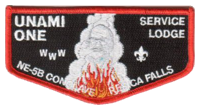 UNAMI SERVICE
ONE LODGE
WWW
NE-5B CONCLAVE FALLS